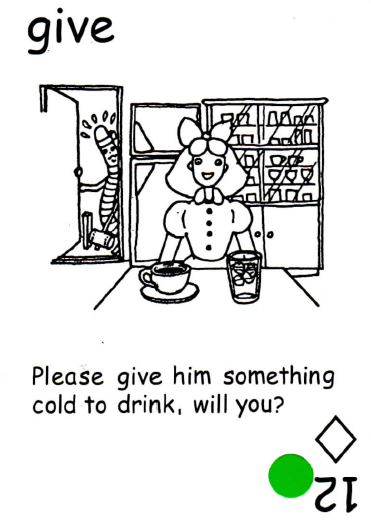 give
Please give him something
cold to drink, will you?
12